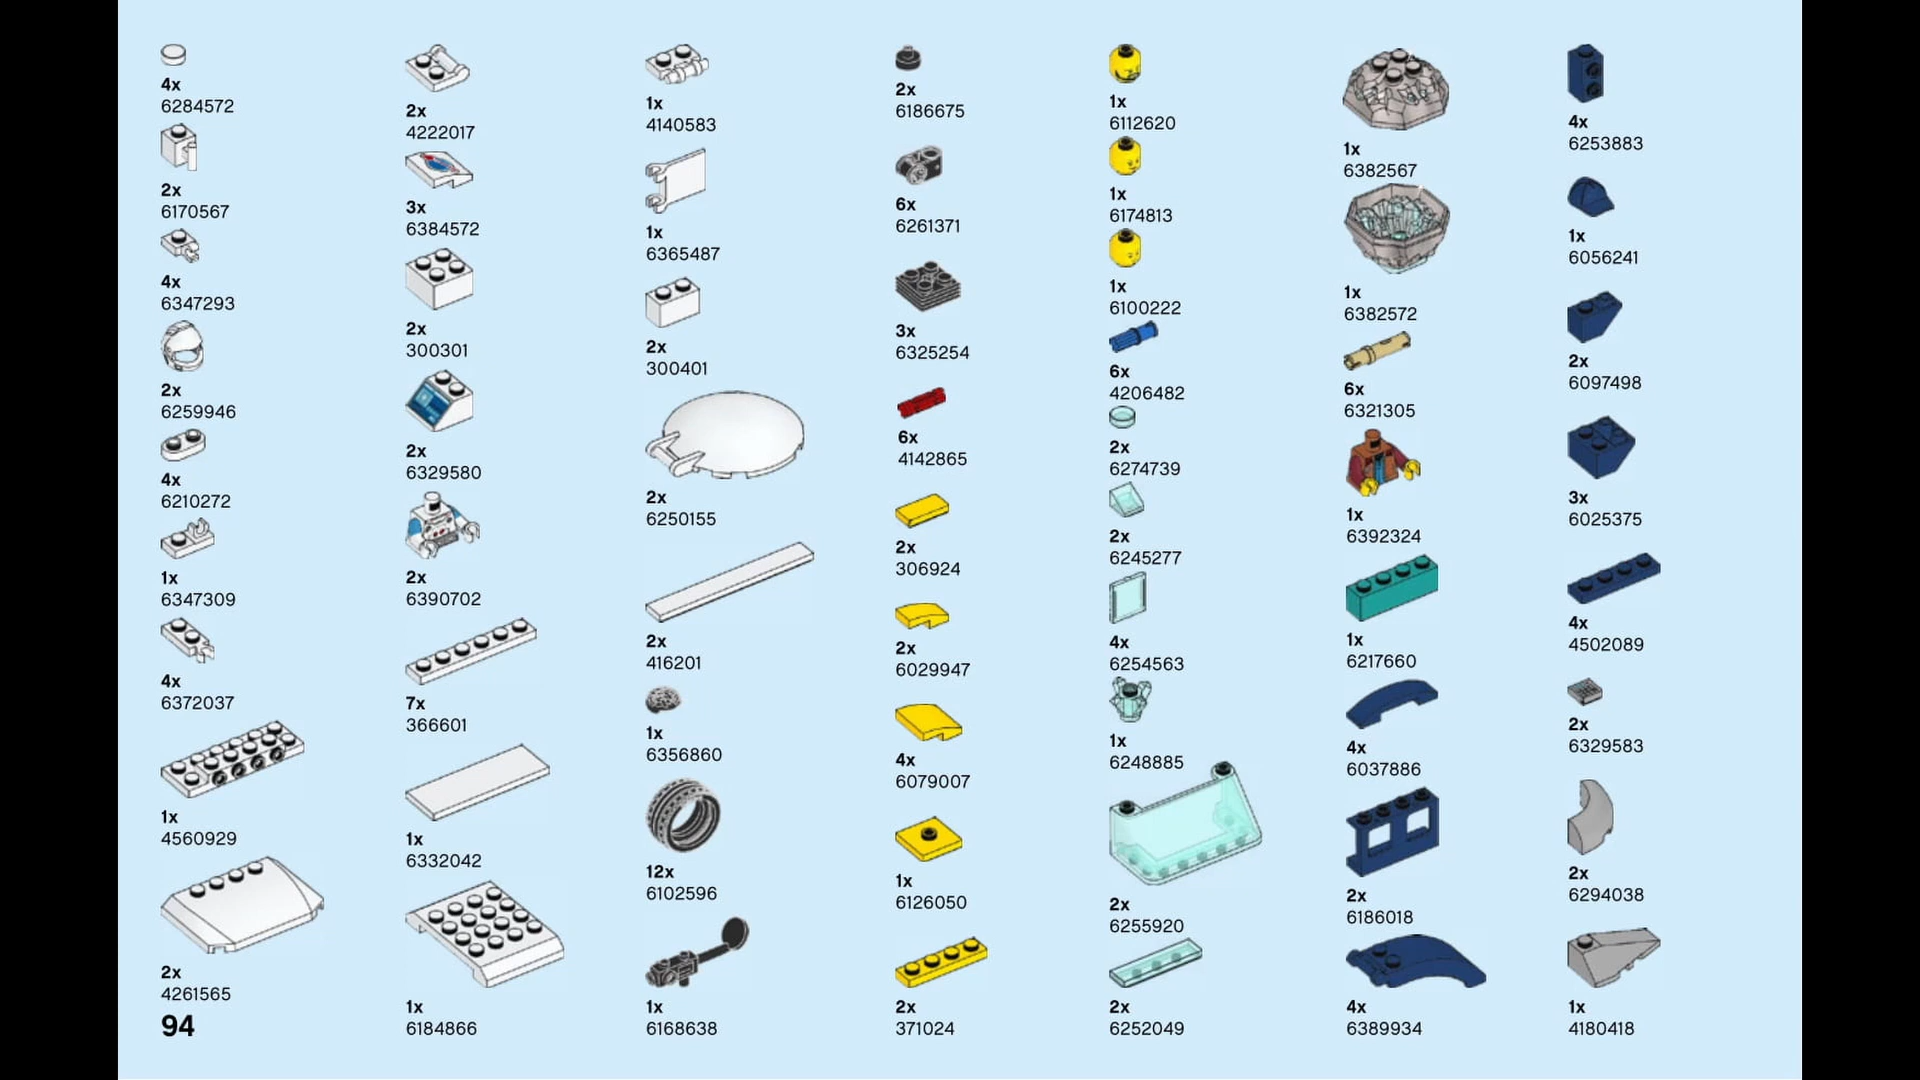 4x
6284572
2x
6170567
4x
6347293
2x
6259946
4x
6210272
1x
6347309
4x
6372037
1x
4560929
2x
4261565
94
2x
4222017
3x
6384572
2x
300301
2x
6329580
2x
6390702
7x
366601
1x
6332042
1x
6184866
1x
4140583
1x
6365487
2x
300401
2x
6250155
2x
416201
1x
6356860
12x
6102596
1x
6168638
2x
6186675
6x
6261371
3x
6325254
6x
4142865
2x
306924
2x
6029947
4x
6079007
1x
6126050
2x
371024
1x
6112620
1x
6174813
1x
6100222
6x
4206482
2x
6274739
2x
6245277
4x
6254563
1x
6248885
2x
6255920
2x
6252049
1x
6382567
1x
6382572
6x
6321305
1x
6392324
1x
6217660
4x
6037886
2x
6186018
4x
6389934
4x
6253883
1x
6056241
2x
6097498
3x
6025375
4x
4502089
2x
6329583
2x
6294038
1x
4180418